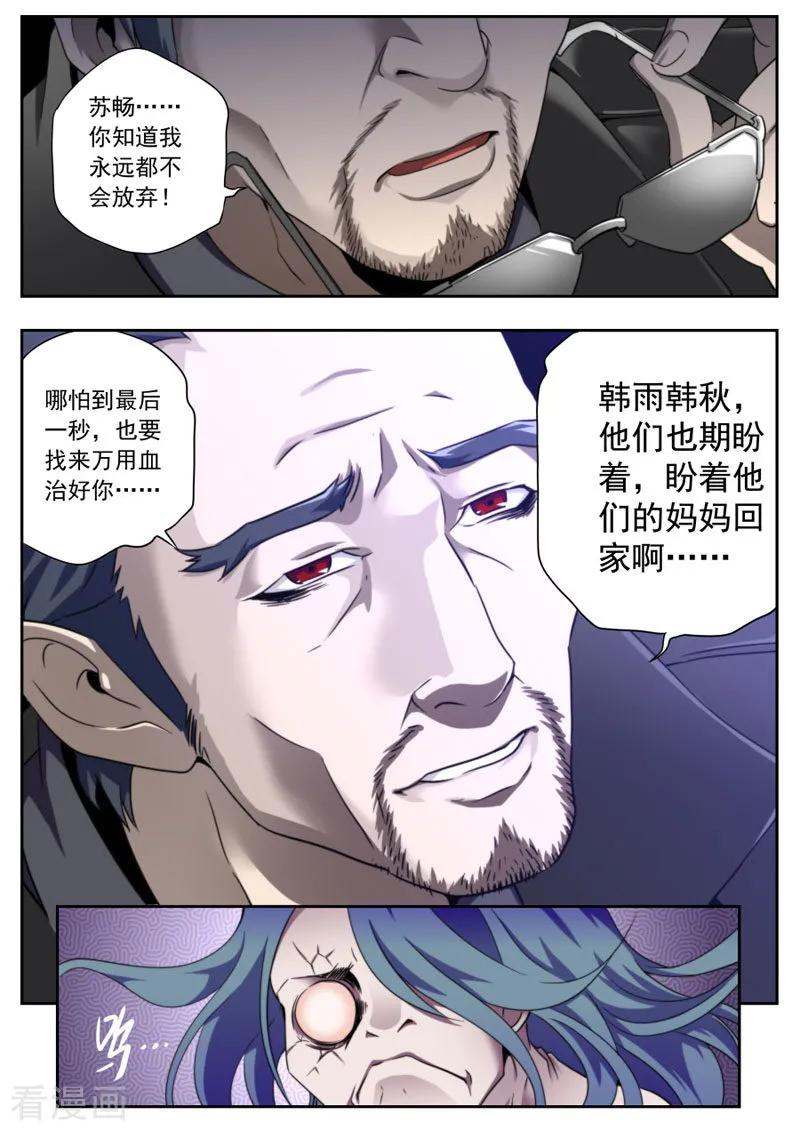 苏畅……
你知道我
永远都不
会放弃！
哪怕到最后
一秒，也要
找来万用血
治好你……
韩雨韩秋，
他们也期盼
着，盼着他
们的妈妈回
家啊……
呜…
看漫画